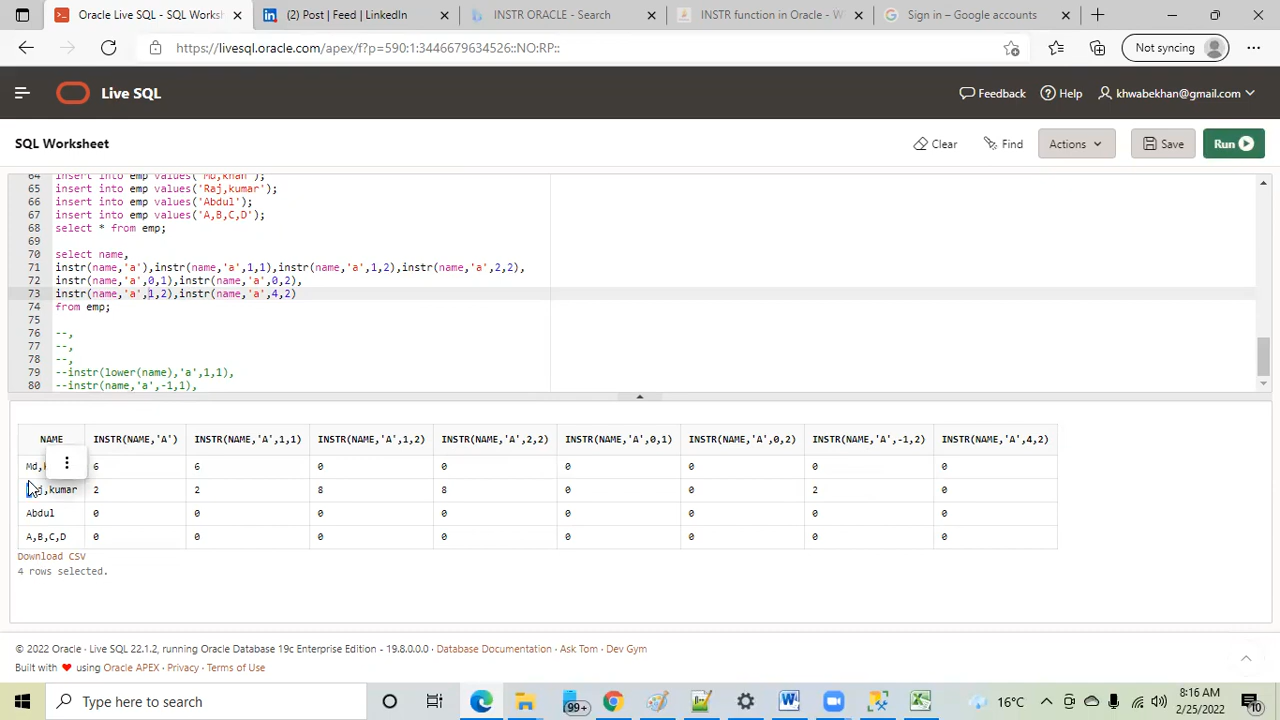 Oracle Live SQL - SQL Worksh
(2) Post | Feed | LinkedIn
INSTR ORACLE - Search
INSTR function in Oracle - W
Sign in – Google accounts
https://livesql.oracle.com/apex/f?p=590:1:3446679634526::NO:RP::
Not syncing
Live SQL
Feedback
Help
khwabekhan@gmail.com
SQL Worksheet
Clear
Find
Actions
Save
Run
64 insert into emp values('Md,khan');
65 insert into emp values('Raj,kumar');
66 insert into emp values('Abdul');
67 insert into emp values('A,B,C,D');
68 select * from emp;
69
70 select name,
71 instr(name,'a'),instr(name,'a',1,1),instr(name,'a',1,2),instr(name,'a',2,2),
72 instr(name,'a',0,1),instr(name,'a',0,2),
73 instr(name,'a',1,2),instr(name,'a',4,2)
74 from emp;
75
76 --,
77 --,
78 --,
79 --instr(lower(name),'a',1,1),
80 --instr(name,'a',-1,1),
NAME INSTR(NAME,'A') INSTR(NAME,'A',1,1) INSTR(NAME,'A',1,2) INSTR(NAME,'A',2,2) INSTR(NAME,'A',0,1) INSTR(NAME,'A',0,2) INSTR(NAME,'A',-1,2) INSTR(NAME,'A',4,2)
Md, 6 6 0 0 0 0 0 0
,kumar 2 2 8 8 0 0 2 0
Abdul 0 0 0 0 0 0 0 0
A,B,C,D 0 0 0 0 0 0 0 0
Download CSV
4 rows selected.
© 2022 Oracle · Live SQL 22.1.2, running Oracle Database 19c Enterprise Edition - 19.8.0.0.0 · Database Documentation · Ask Tom · Dev Gym
Built with ❤ using Oracle APEX · Privacy · Terms of Use
Type here to search
99+
16°C
8:16 AM
2/25/2022
10